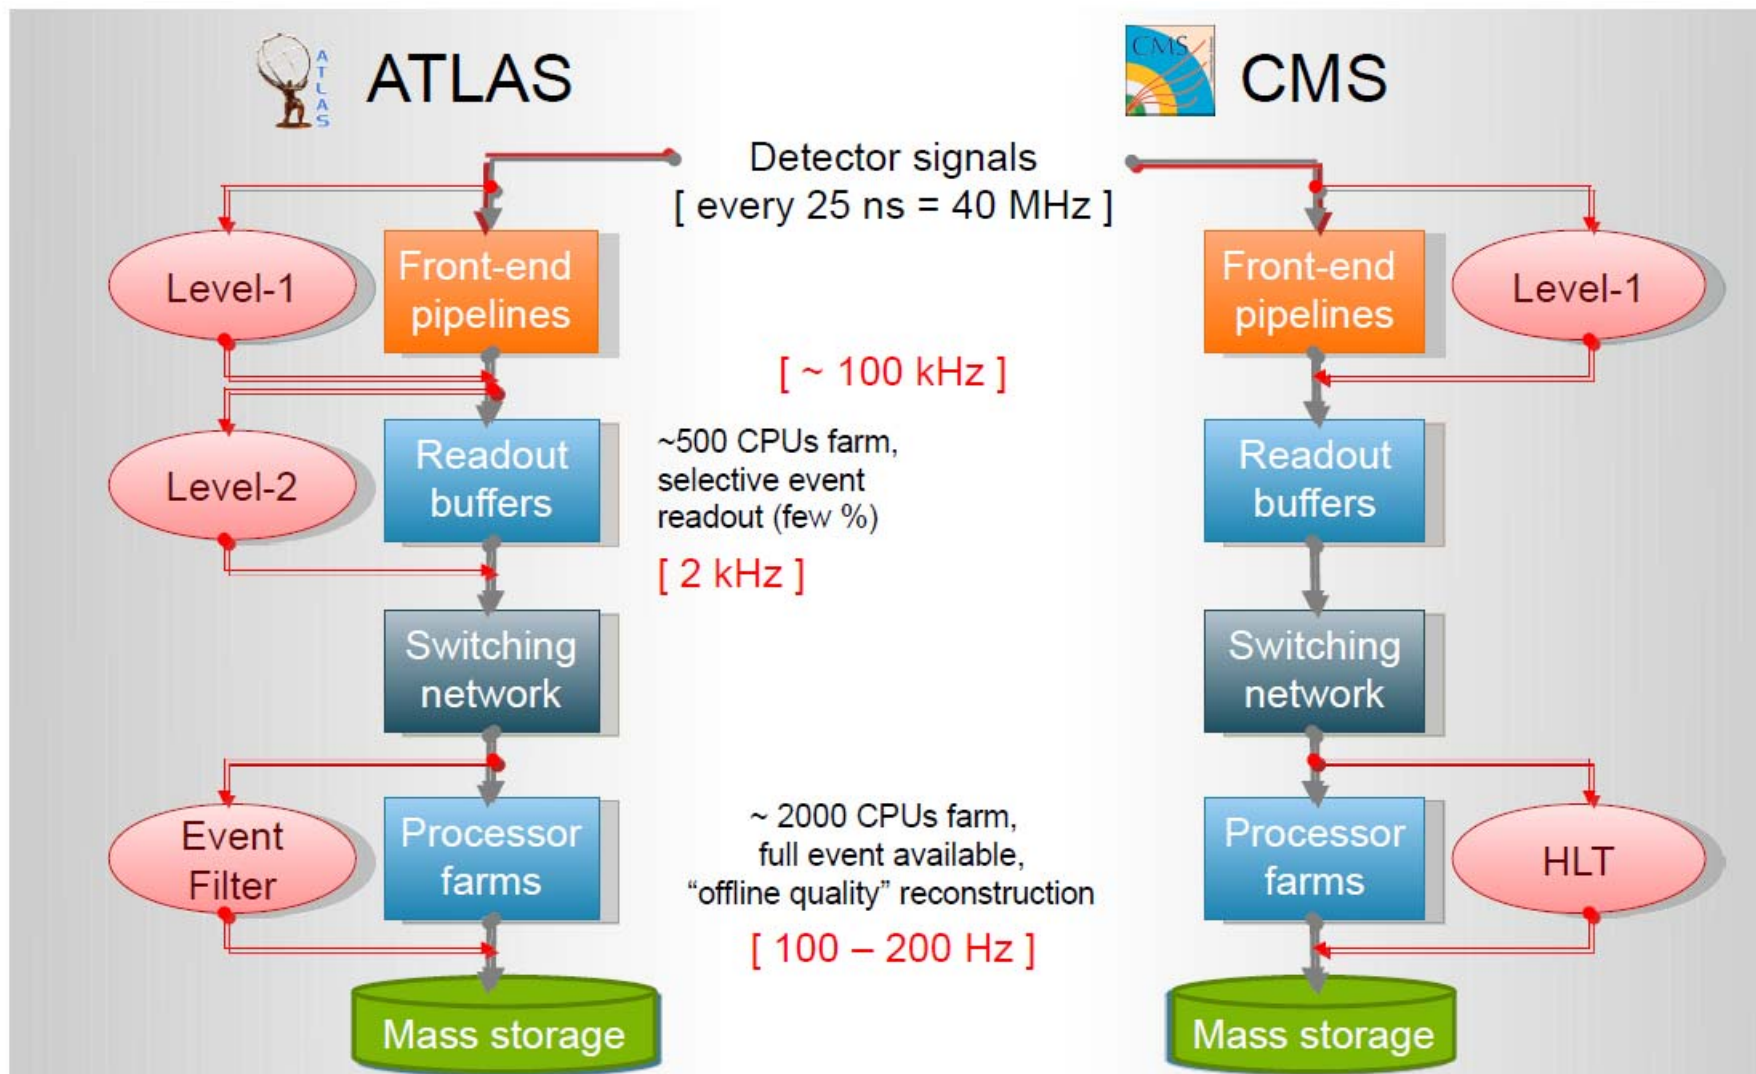 ATLAS
ATLAS
CMS
CMS
Detector signals
[ every 25 ns = 40 MHz ]
Level-1
Front-end
pipelines
Front-end
pipelines
Level-1
[ ~ 100 kHz ]
Level-2
Readout
buffers
~500 CPUs farm,
selective event
readout (few %)
[ 2 kHz ]
Readout
buffers
Switching
network
Switching
network
Event
Filter
Processor
farms
~ 2000 CPUs farm,
full event available,
“offline quality” reconstruction
[ 100 – 200 Hz ]
Processor
farms
HLT
Mass storage
Mass storage